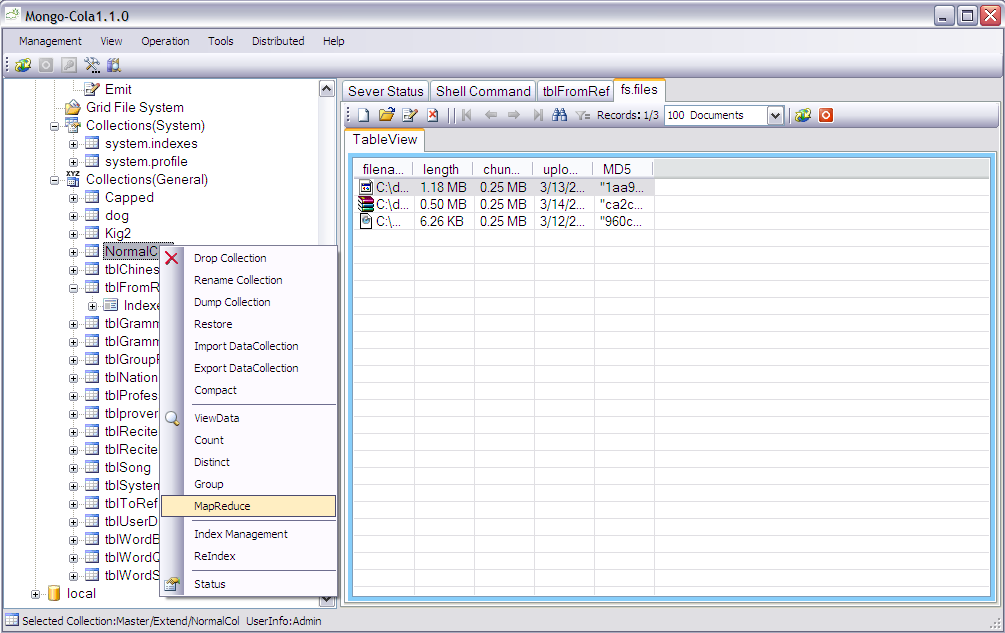 Mongo-Cola1.1.0
Management View Operation Tools Distributed Help
Emit
Grid File System
Collections(System)
system.indexes
system.profile
Collections(General)
Capped
dog
Kig2
NormalC
tblChines
tblFromR
Indexe
tblGramm
tblGramm
tblGroupF
tblNation
tblProfes
tblprover
tblRecite
tblRecite
tblSong
tblSystem
tblToRef
tblUserD
tblWordE
tblWordC
tblWordS
local
Drop Collection
Rename Collection
Dump Collection
Restore
Import DataCollection
Export DataCollection
Compact
ViewData
Count
Distinct
Group
MapReduce
Index Management
ReIndex
Status
Sever Status Shell Command tblFromRef fs.files
Records: 1/3 100 Documents
TableView
filena... length chun... uplo... MD5
C:\d... 1.18 MB 0.25 MB 3/13/2... "1aa9...
C:\d... 0.50 MB 0.25 MB 3/14/2... "ca2c...
C:\... 6.26 KB 0.25 MB 3/12/2... "960c...
Selected Collection:Master/Extend/NormalCol UserInfo:Admin